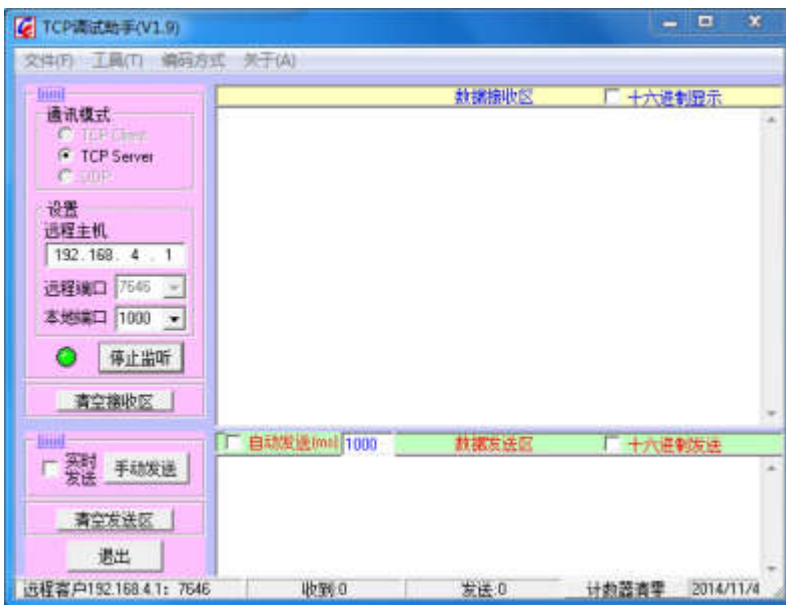 TCP调试助手(V1.9)
文件(F) 工具(T) 编码方式 关于(A)
通讯模式
TCP Client
TCP Server
UDP
设置
远程主机
192.168. 4 . 1
远程端口 7646
本地端口 1000
停止监听
清空接收区
数据接收区 十六进制显示
自动发送(ms) 1000 数据发送区 十六进制发送
实时发送 手动发送
清空发送区
退出
远程客户192.168.4.1: 7646 收到:0 发送:0 计数器清零 2014/11/4